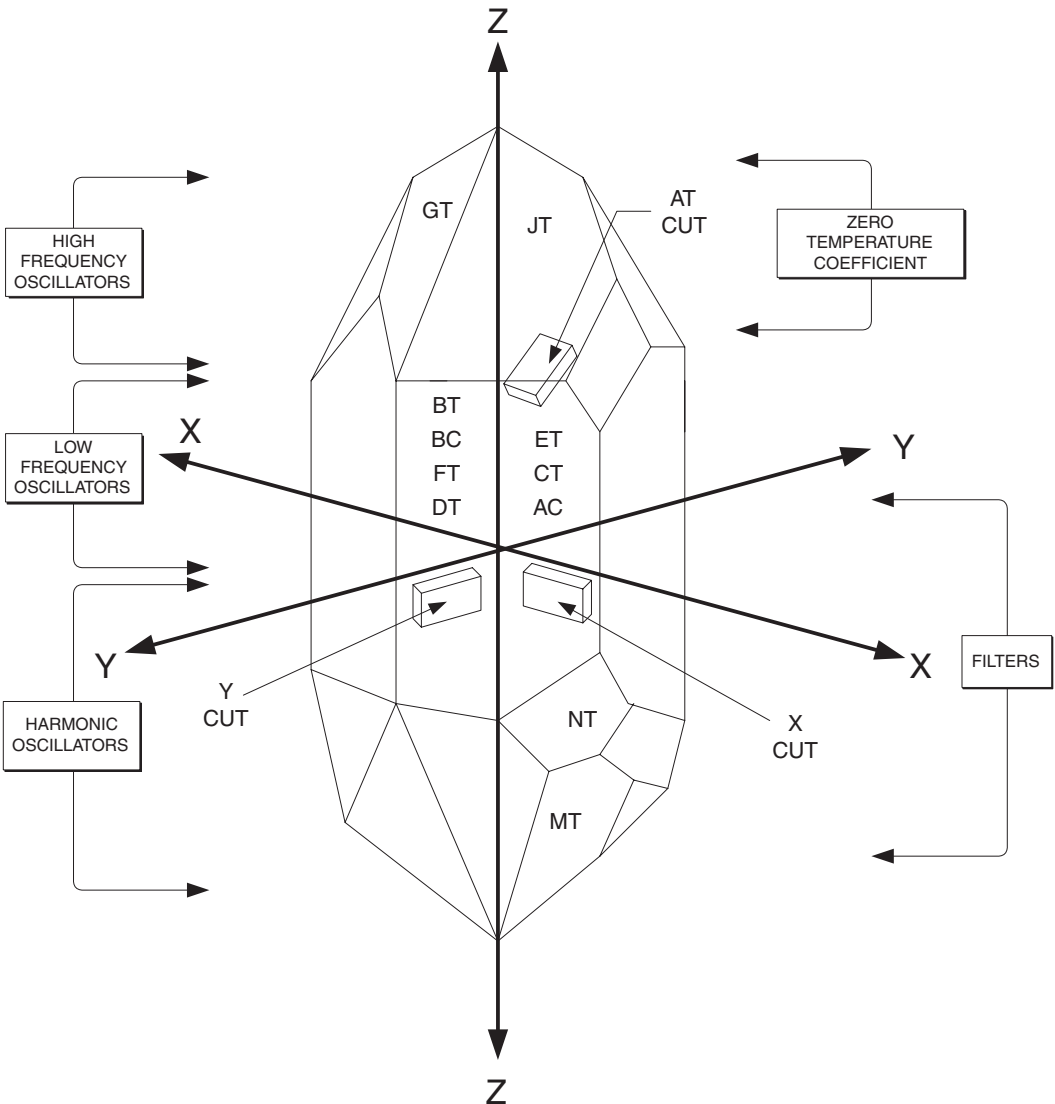 Z
GT
JT
AT
CUT
ZERO
TEMPERATURE
COEFFICIENT
HIGH
FREQUENCY
OSCILLATORS
BT
BC
FT
DT
ET
CT
AC
X
Y
LOW
FREQUENCY
OSCILLATORS
Y
X
FILTERS
Y
CUT
X
CUT
NT
HARMONIC
OSCILLATORS
MT
Z